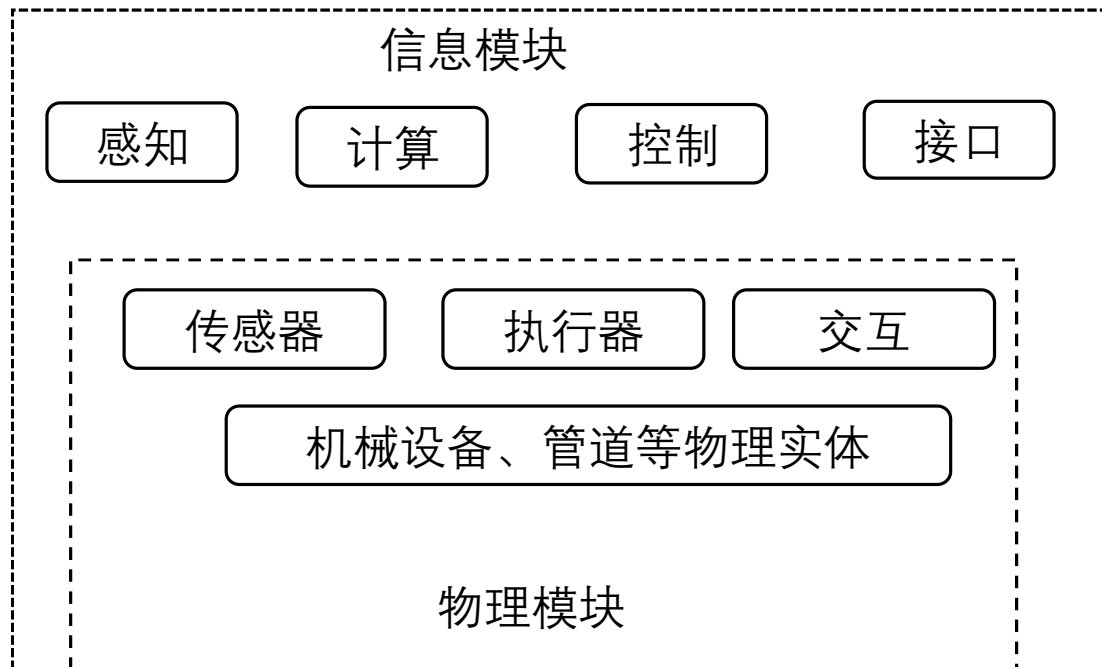 信息模块
感知 计算 控制 接口
传感器 执行器 交互
机械设备、管道等物理实体
物理模块